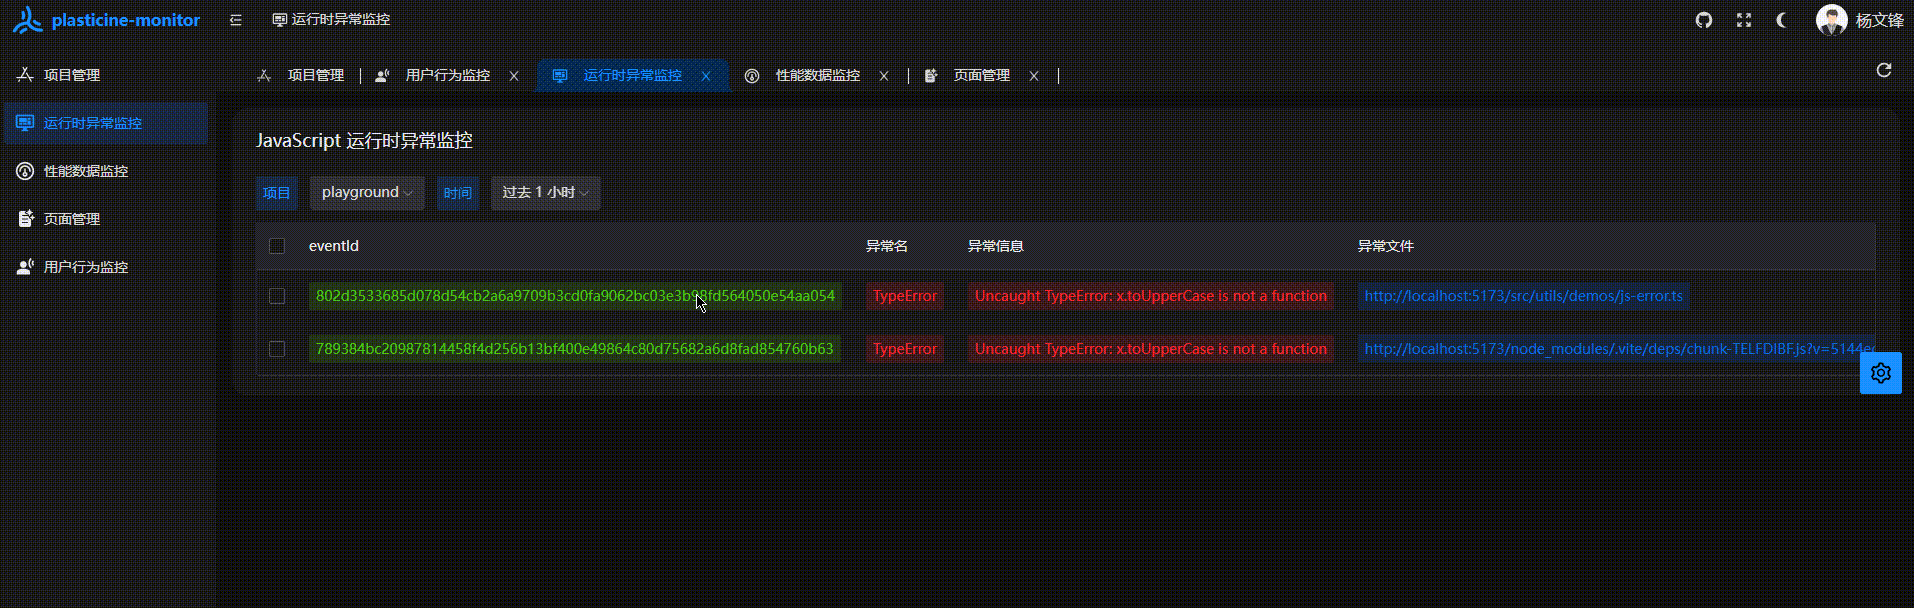 plasticine-monitor
运行时异常监控
杨文锋
项目管理
运行时异常监控
性能数据监控
页面管理
用户行为监控
项目管理 用户行为监控 运行时异常监控 性能数据监控 页面管理
JavaScript 运行时异常监控
项目 playground 时间 过去 1 小时
eventId 异常名 异常信息 异常文件
802d3533685d078d54cb2a6a9709b3cd0fa9062bc03e3b98fd564050e54aa054 TypeError Uncaught TypeError: x.toUpperCase is not a function http://localhost:5173/src/utils/demos/js-error.ts
789384bc20987814458f4d256b13bf400e49864c80d75682a6d8fad854760b63 TypeError Uncaught TypeError: x.toUpperCase is not a function http://localhost:5173/node_modules/.vite/deps/chunk-TELFDIBF.js?v=5144e